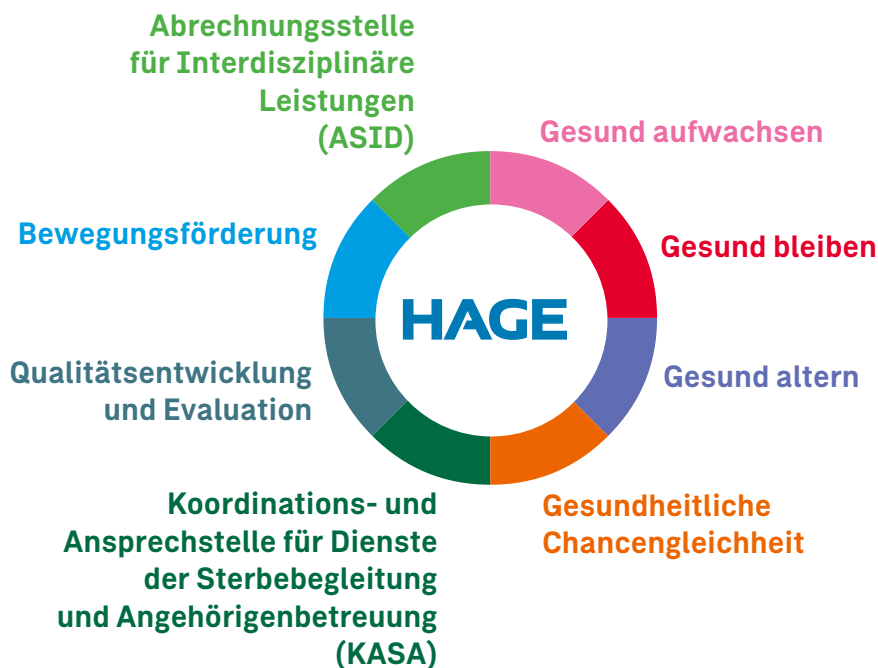 Abrechnungsstelle
für Interdisziplinäre
Leistungen
(ASID)
Gesund aufwachsen
Bewegungsförderung
Gesund bleiben
HAGE
Qualitätsentwicklung
und Evaluation
Gesund altern
Koordinations- und
Ansprechstelle für Dienste
der Sterbebegleitung
und Angehörigenbetreuung
(KASA)
Gesundheitliche
Chancengleichheit